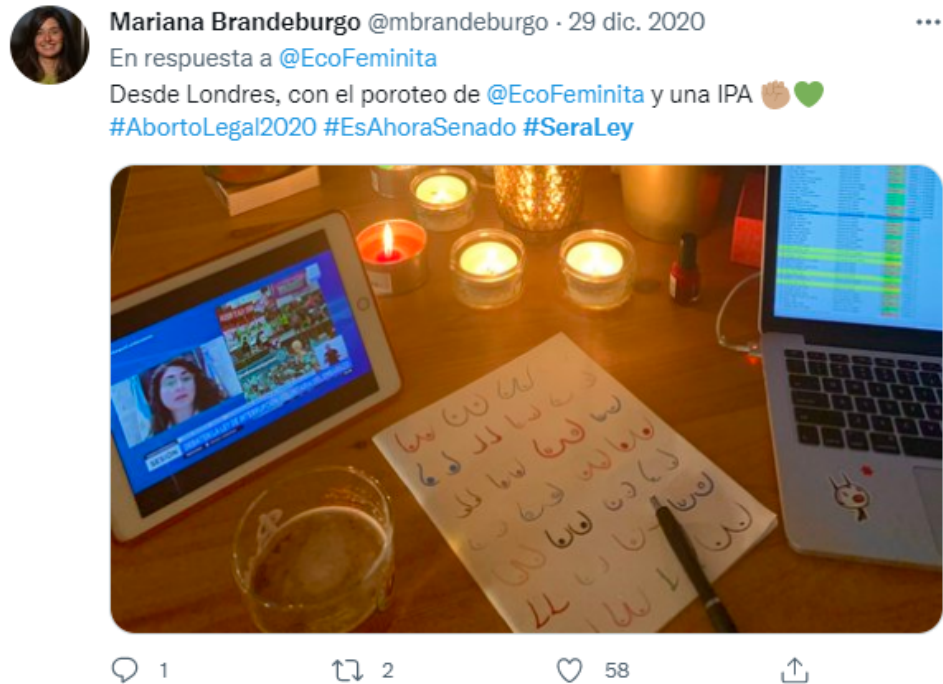 Mariana Brandeburgo @mbrandeburgo · 29 dic. 2020
En respuesta a @EcoFeminita
Desde Londres, con el poroteo de @EcoFeminita y una IPA ✊🏼💚
#AbortoLegal2020 #EsAhoraSenado #SeraLey
SESIÓN
1 2 58